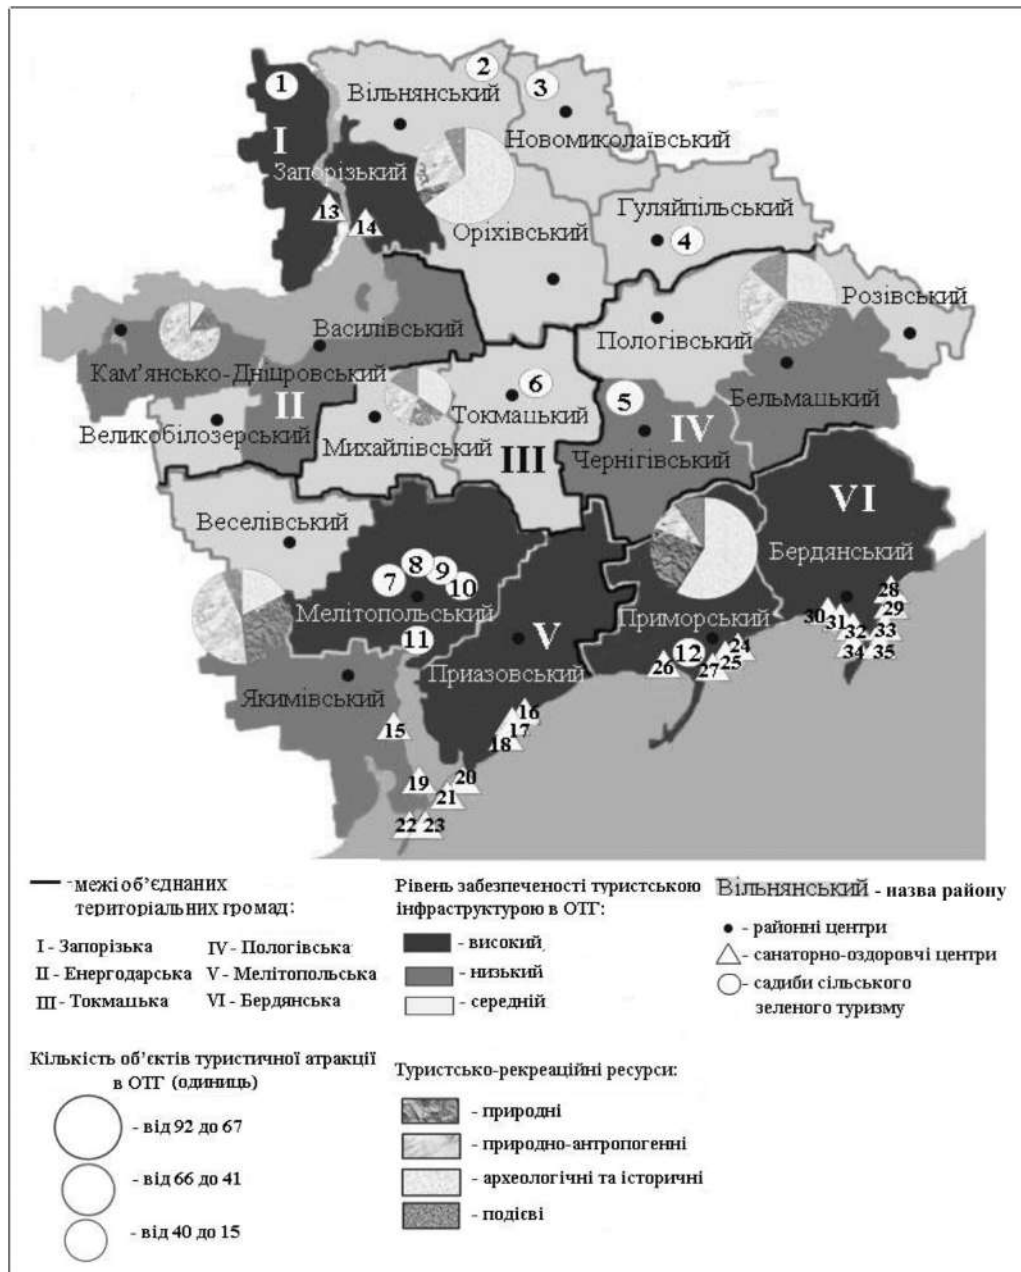 1
2
3
Вільнянський
Новомиколаївський
I
Запорізький
13
14
Гуляйпільський
Оріхівський
4
Розівський
Василівський
Пологівський
Кам’янсько-Дніпровський
6
5
Бельмацький
II
IV
Великобілозерський
Токмацький
Михайлівський
III
Чернігівський
VI
Веселівський
Бердянський
8
9
7
10
28
Мелітопольський
30
29
31
11
V
Приморський
32
33
24
12
34
35
Приазовський
26
25
27
Якимівський
16
15
17
18
20
19
21
22
23
- межі об’єднаних
територіальних громад:
I - Запорізька
IV - Пологівська
II - Енергодарська
V - Мелітопольська
III - Токмацька
VI - Бердянська
Рівень забезпеченості туристською
інфраструктурою в ОТГ:
- високий
- низький
- середній
Вільнянський - назва району
- районні центри
- санаторно-оздоровчі центри
- садиби сільського
зеленого туризму
Кількість об’єктів туристичної атракції
в ОТГ (одиниць)
- від 92 до 67
- від 66 до 41
- від 40 до 15
Туристсько-рекреаційні ресурси:
- природні
- природно-антропогенні
- археологічні та історичні
- подієві